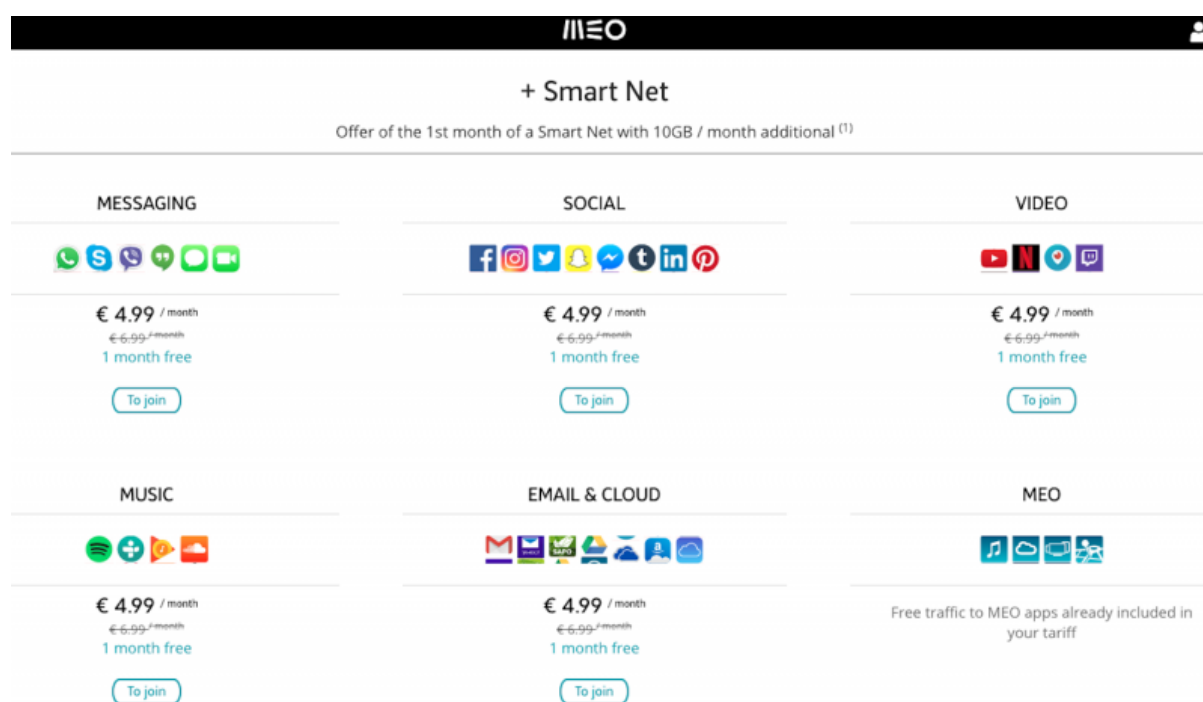 MEO
+ Smart Net
Offer of the 1st month of a Smart Net with 10GB / month additional (1)
MESSAGING
SOCIAL
VIDEO
€ 4.99 / month
€ 6.99 / month
1 month free
To join
€ 4.99 / month
€ 6.99 / month
1 month free
To join
€ 4.99 / month
€ 6.99 / month
1 month free
To join
MUSIC
EMAIL & CLOUD
MEO
SAPO
€ 4.99 / month
€ 6.99 / month
1 month free
To join
€ 4.99 / month
€ 6.99 / month
1 month free
To join
Free traffic to MEO apps already included in
your tariff